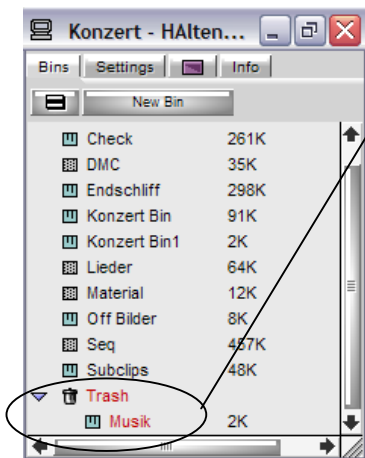 Konzert - HAlten...
Bins Settings Info
New Bin
Check 261K
DMC 35K
Endschliff 298K
Konzert Bin 91K
Konzert Bin1 2K
Lieder 64K
Material 12K
Off Bilder 8K
Seq 457K
Subclips 48K
Trash
Musik 2K